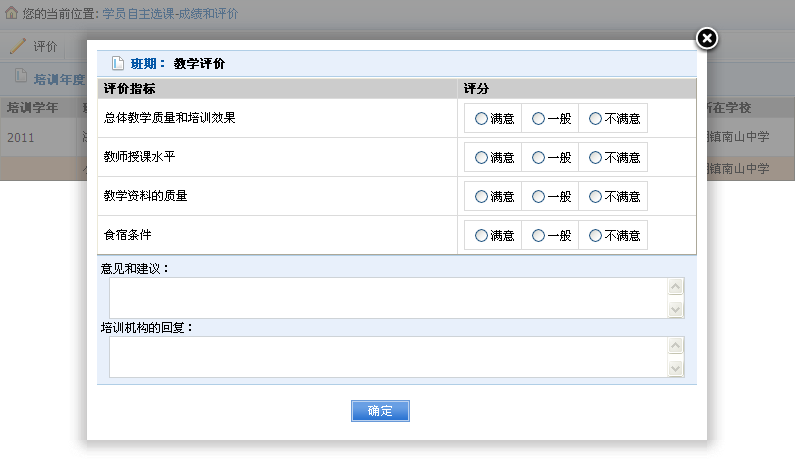 您的当前位置: 学员自主选课-成绩和评价
评价
培训年度
培训学年
所在学校
2011
镇南山中学
镇南山中学
班期： 教学评价
评价指标 评分
总体教学质量和培训效果 满意 一般 不满意
教师授课水平 满意 一般 不满意
教学资料的质量 满意 一般 不满意
食宿条件 满意 一般 不满意
意见和建议：
培训机构的回复：
确定